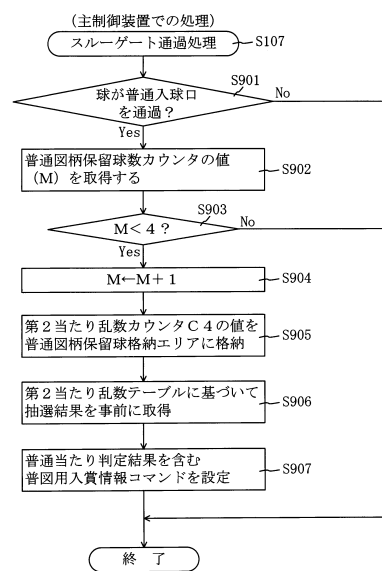 (主制御装置での処理)
スルーゲート通過処理
S107
球が普通入球口
を通過?
S901
No
Yes
普通図柄保留球数カウンタの値
(M)を取得する
S902
M<4?
S903
No
Yes
M←M+1
S904
第2当たり乱数カウンタC4の値を
普通図柄保留球格納エリアに格納
S905
第2当たり乱数テーブルに基づいて
抽選結果を事前に取得
S906
普通当たり判定結果を含む
普図用入賞情報コマンドを設定
S907
終 了